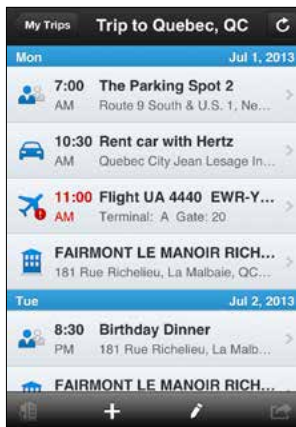 My Trips Trip to Quebec, QC
Mon Jul 1, 2013
7:00 The Parking Spot 2
AM Route 9 South & U.S. 1, Ne...
10:30 Rent car with Hertz
AM Quebec City Jean Lesage In...
11:00 Flight UA 4440 EWR-Y...
AM Terminal: A Gate: 20
FAIRMONT LE MANOIR RICH...
181 Rue Richelieu, La Malbaie, QC...
Tue Jul 2, 2013
8:30 Birthday Dinner
PM 181 Rue Richelieu, La Malb...
FAIRMONT LE MANOIR RICH...